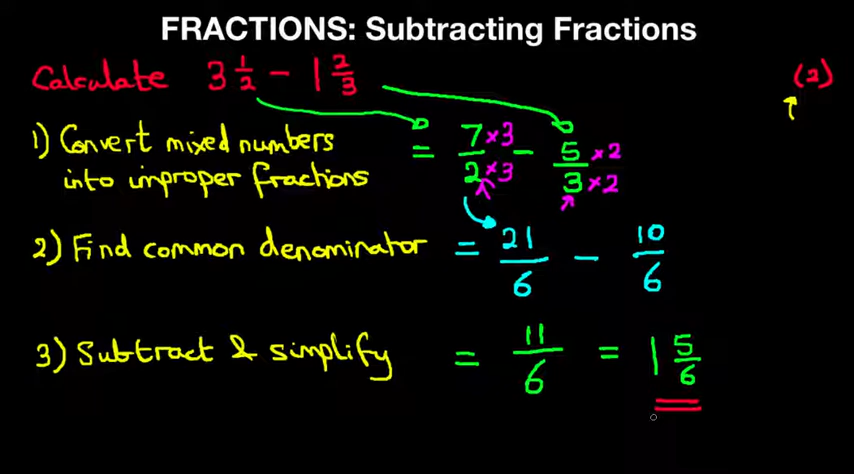 FRACTIONS: Subtracting Fractions
Calculate 3 1/2 - 1 2/3 (2)
1) Convert mixed numbers
into improper fractions
= 7×3/2×3 - 5×2/3×2
2) Find common denominator = 21/6 - 10/6
3) Subtract & simplify = 11/6 = 1 5/6